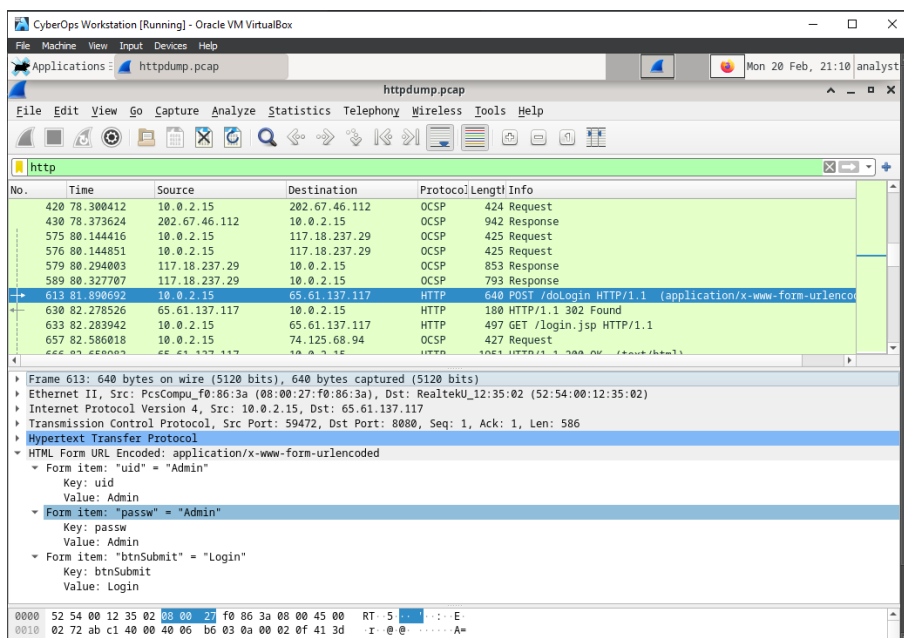 CyberOps Workstation [Running] - Oracle VM VirtualBox
File Machine View Input Devices Help
Applications httpdump.pcap Mon 20 Feb, 21:10 analyst
httpdump.pcap
File Edit View Go Capture Analyze Statistics Telephony Wireless Tools Help
http
No. Time Source Destination Protocol Length Info
420 78.300412 10.0.2.15 202.67.46.112 OCSP 424 Request
430 78.373624 202.67.46.112 10.0.2.15 OCSP 942 Response
575 80.144416 10.0.2.15 117.18.237.29 OCSP 425 Request
576 80.144851 10.0.2.15 117.18.237.29 OCSP 425 Request
579 80.294003 117.18.237.29 10.0.2.15 OCSP 853 Response
589 80.327707 117.18.237.29 10.0.2.15 OCSP 793 Response
613 81.890692 10.0.2.15 65.61.137.117 HTTP 640 POST /doLogin HTTP/1.1 (application/x-www-form-urlenco
630 82.278526 65.61.137.117 10.0.2.15 HTTP 180 HTTP/1.1 302 Found
633 82.283942 10.0.2.15 65.61.137.117 HTTP 497 GET /login.jsp HTTP/1.1
657 82.586018 10.0.2.15 74.125.68.94 OCSP 427 Request
Frame 613: 640 bytes on wire (5120 bits), 640 bytes captured (5120 bits)
Ethernet II, Src: PcsCompu_f0:86:3a (08:00:27:f0:86:3a), Dst: RealtekU_12:35:02 (52:54:00:12:35:02)
Internet Protocol Version 4, Src: 10.0.2.15, Dst: 65.61.137.117
Transmission Control Protocol, Src Port: 59472, Dst Port: 8080, Seq: 1, Ack: 1, Len: 586
Hypertext Transfer Protocol
HTML Form URL Encoded: application/x-www-form-urlencoded
Form item: "uid" = "Admin"
Key: uid
Value: Admin
Form item: "passw" = "Admin"
Key: passw
Value: Admin
Form item: "btnSubmit" = "Login"
Key: btnSubmit
Value: Login
0000 52 54 00 12 35 02 08 00 27 f0 86 3a 08 00 45 00 RT··5···'··:··E·
0010 02 72 ab c1 40 00 40 06 b6 03 0a 00 02 0f 41 3d ·r··@·@·······A=